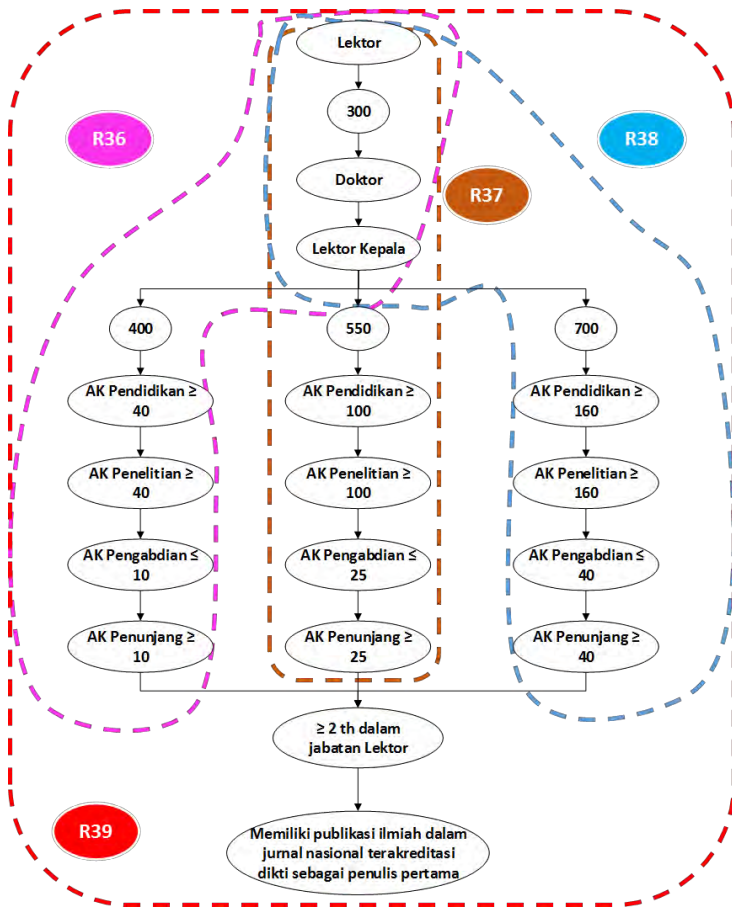 Lektor
300
R36
R38
Doktor
R37
Lektor Kepala
400
550
700
AK Pendidikan ≥
40
AK Pendidikan ≥
100
AK Pendidikan ≥
160
AK Penelitian ≥
40
AK Penelitian ≥
100
AK Penelitian ≥
160
AK Pengabdian ≤
10
AK Pengabdian ≤
25
AK Pengabdian ≤
40
AK Penunjang ≥
10
AK Penunjang ≥
25
AK Penunjang ≥
40
≥ 2 th dalam
jabatan Lektor
R39
Memiliki publikasi ilmiah dalam
jurnal nasional terakreditasi
dikti sebagai penulis pertama